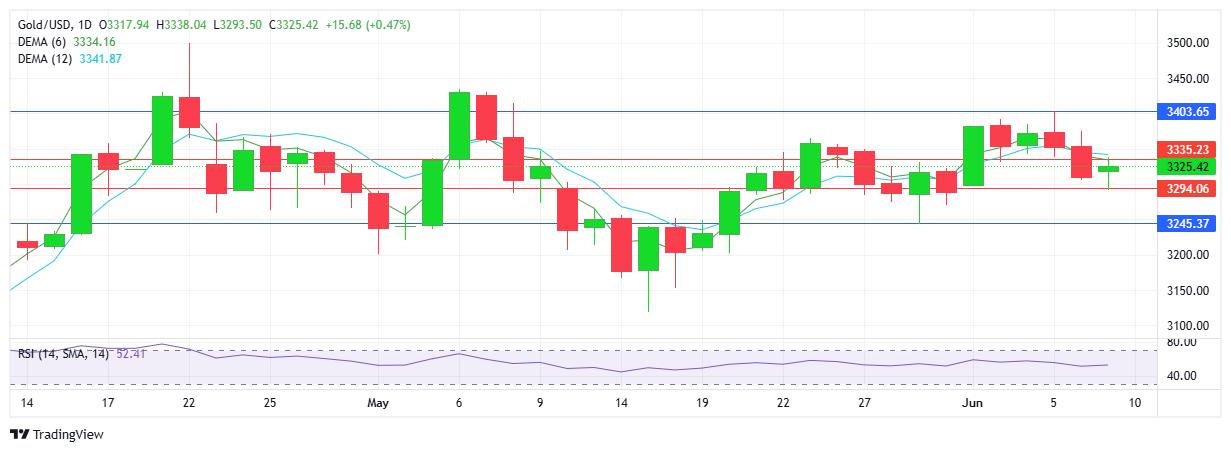 Gold/USD, 1D O3317.94 H3338.04 L3293.50 C3325.42 +15.68 (+0.47%)
DEMA (6) 3334.16
DEMA (12) 3341.87
3500.00
3450.00
3403.65
3335.23
3325.42
3294.06
3245.37
3200.00
3150.00
3100.00
RSI (14, SMA, 14) 52.41
80.00
40.00
14 17 22 25 May 6 9 14 19 22 27 Jun 5 10
TradingView